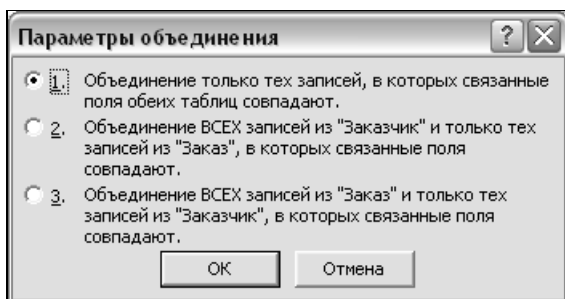 Параметры объединения
1. Объединение только тех записей, в которых связанные
поля обеих таблиц совпадают.
2. Объединение ВСЕХ записей из "Заказчик" и только тех
записей из "Заказ", в которых связанные поля
совпадают.
3. Объединение ВСЕХ записей из "Заказ" и только тех
записей из "Заказчик", в которых связанные поля
совпадают.
ОК Отмена